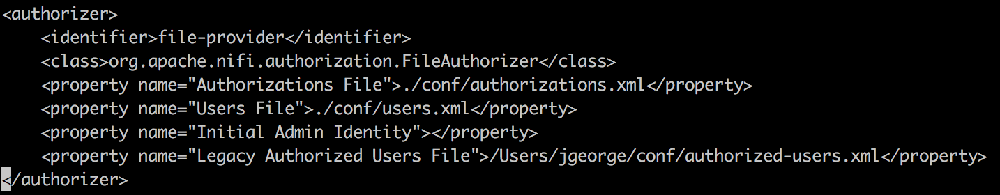 <authorizer>
    <identifier>file-provider</identifier>
    <class>org.apache.nifi.authorization.FileAuthorizer</class>
    <property name="Authorizations File">./conf/authorizations.xml</property>
    <property name="Users File">./conf/users.xml</property>
    <property name="Initial Admin Identity"></property>
    <property name="Legacy Authorized Users File">/Users/jgeorge/conf/authorized-users.xml</property>
</authorizer>